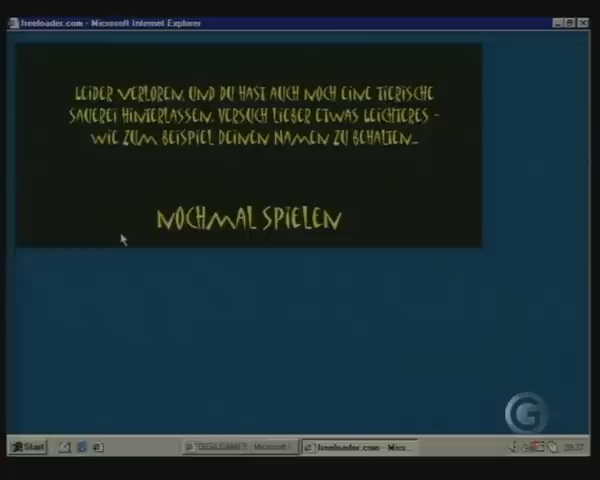 freeloader.com - Microsoft Internet Explorer
LEIDER VERLOREN. UND DU HAST AUCH NOCH EINE TIERISCHE
SAUEREI HINTERLASSEN. VERSUCH LIEBER ETWAS LEICHTERES -
WIE ZUM BEISPIEL DEINEN NAMEN ZU BEHALTEN...
NOCHMAL SPIELEN
G
Start
Microsoft I
freeloader.com - Micr...